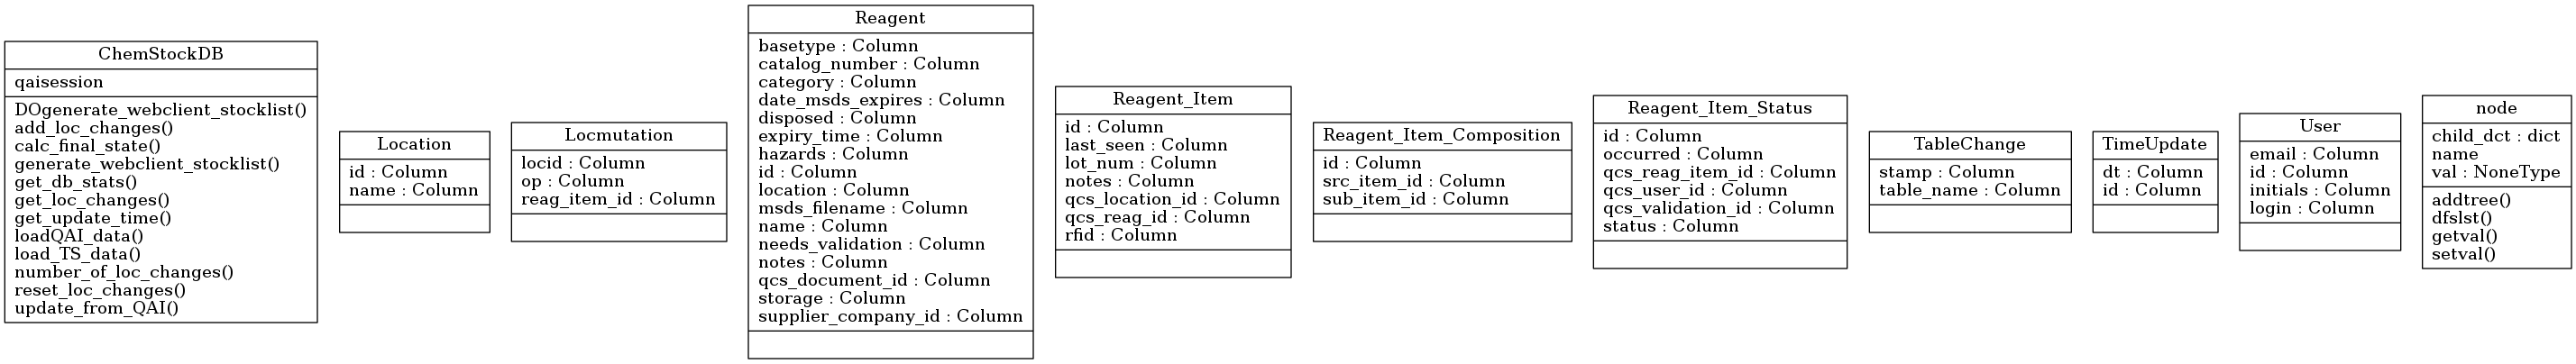 ChemStockDB
qaisession
DOgenerate_webclient_stocklist()
add_loc_changes()
calc_final_state()
generate_webclient_stocklist()
get_db_stats()
get_loc_changes()
get_update_time()
loadQAI_data()
load_TS_data()
number_of_loc_changes()
reset_loc_changes()
update_from_QAI()
Location
id : Column
name : Column
Locmutation
locid : Column
op : Column
reag_item_id : Column
Reagent
basetype : Column
catalog_number : Column
category : Column
date_msds_expires : Column
disposed : Column
expiry_time : Column
hazards : Column
id : Column
location : Column
msds_filename : Column
name : Column
needs_validation : Column
notes : Column
qcs_document_id : Column
storage : Column
supplier_company_id : Column
Reagent_Item
id : Column
last_seen : Column
lot_num : Column
notes : Column
qcs_location_id : Column
qcs_reag_id : Column
rfid : Column
Reagent_Item_Composition
id : Column
src_item_id : Column
sub_item_id : Column
Reagent_Item_Status
id : Column
occurred : Column
qcs_reag_item_id : Column
qcs_user_id : Column
qcs_validation_id : Column
status : Column
TableChange
stamp : Column
table_name : Column
TimeUpdate
dt : Column
id : Column
User
email : Column
id : Column
initials : Column
login : Column
node
child_dct : dict
name
val : NoneType
addtree()
dfslst()
getval()
setval()